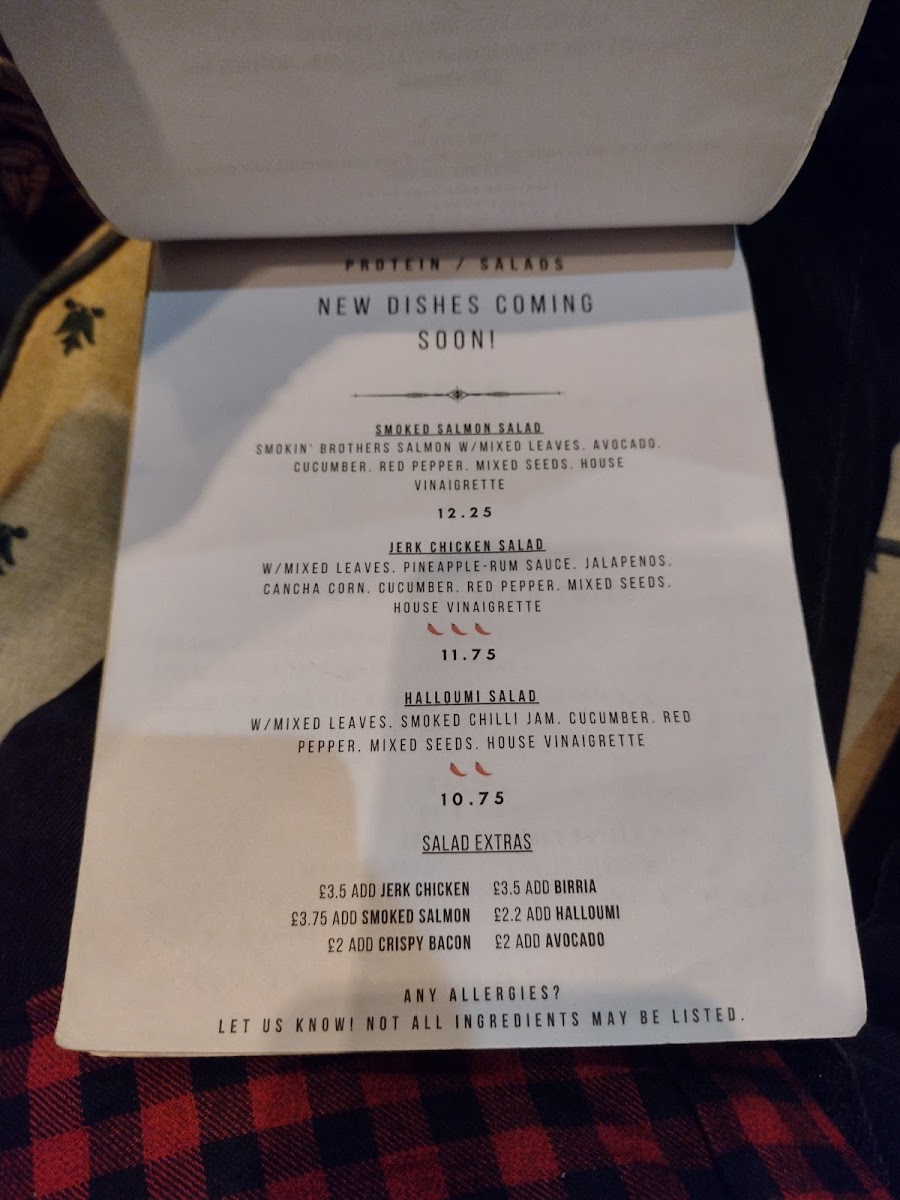 PROTEIN / SALADS
NEW DISHES COMING
SOON!
SMOKED SALMON SALAD
SMOKIN' BROTHERS SALMON W/MIXED LEAVES. AVOCADO.
CUCUMBER. RED PEPPER. MIXED SEEDS. HOUSE
VINAIGRETTE
12.25
JERK CHICKEN SALAD
W/MIXED LEAVES. PINEAPPLE-RUM SAUCE. JALAPENOS.
CANCHA CORN. CUCUMBER. RED PEPPER. MIXED SEEDS.
HOUSE VINAIGRETTE
11.75
HALLOUMI SALAD
W/MIXED LEAVES. SMOKED CHILLI JAM. CUCUMBER. RED
PEPPER. MIXED SEEDS. HOUSE VINAIGRETTE
10.75
SALAD EXTRAS
£3.5 ADD JERK CHICKEN £3.5 ADD BIRRIA
£3.75 ADD SMOKED SALMON £2.2 ADD HALLOUMI
£2 ADD CRISPY BACON £2 ADD AVOCADO
ANY ALLERGIES?
LET US KNOW! NOT ALL INGREDIENTS MAY BE LISTED.